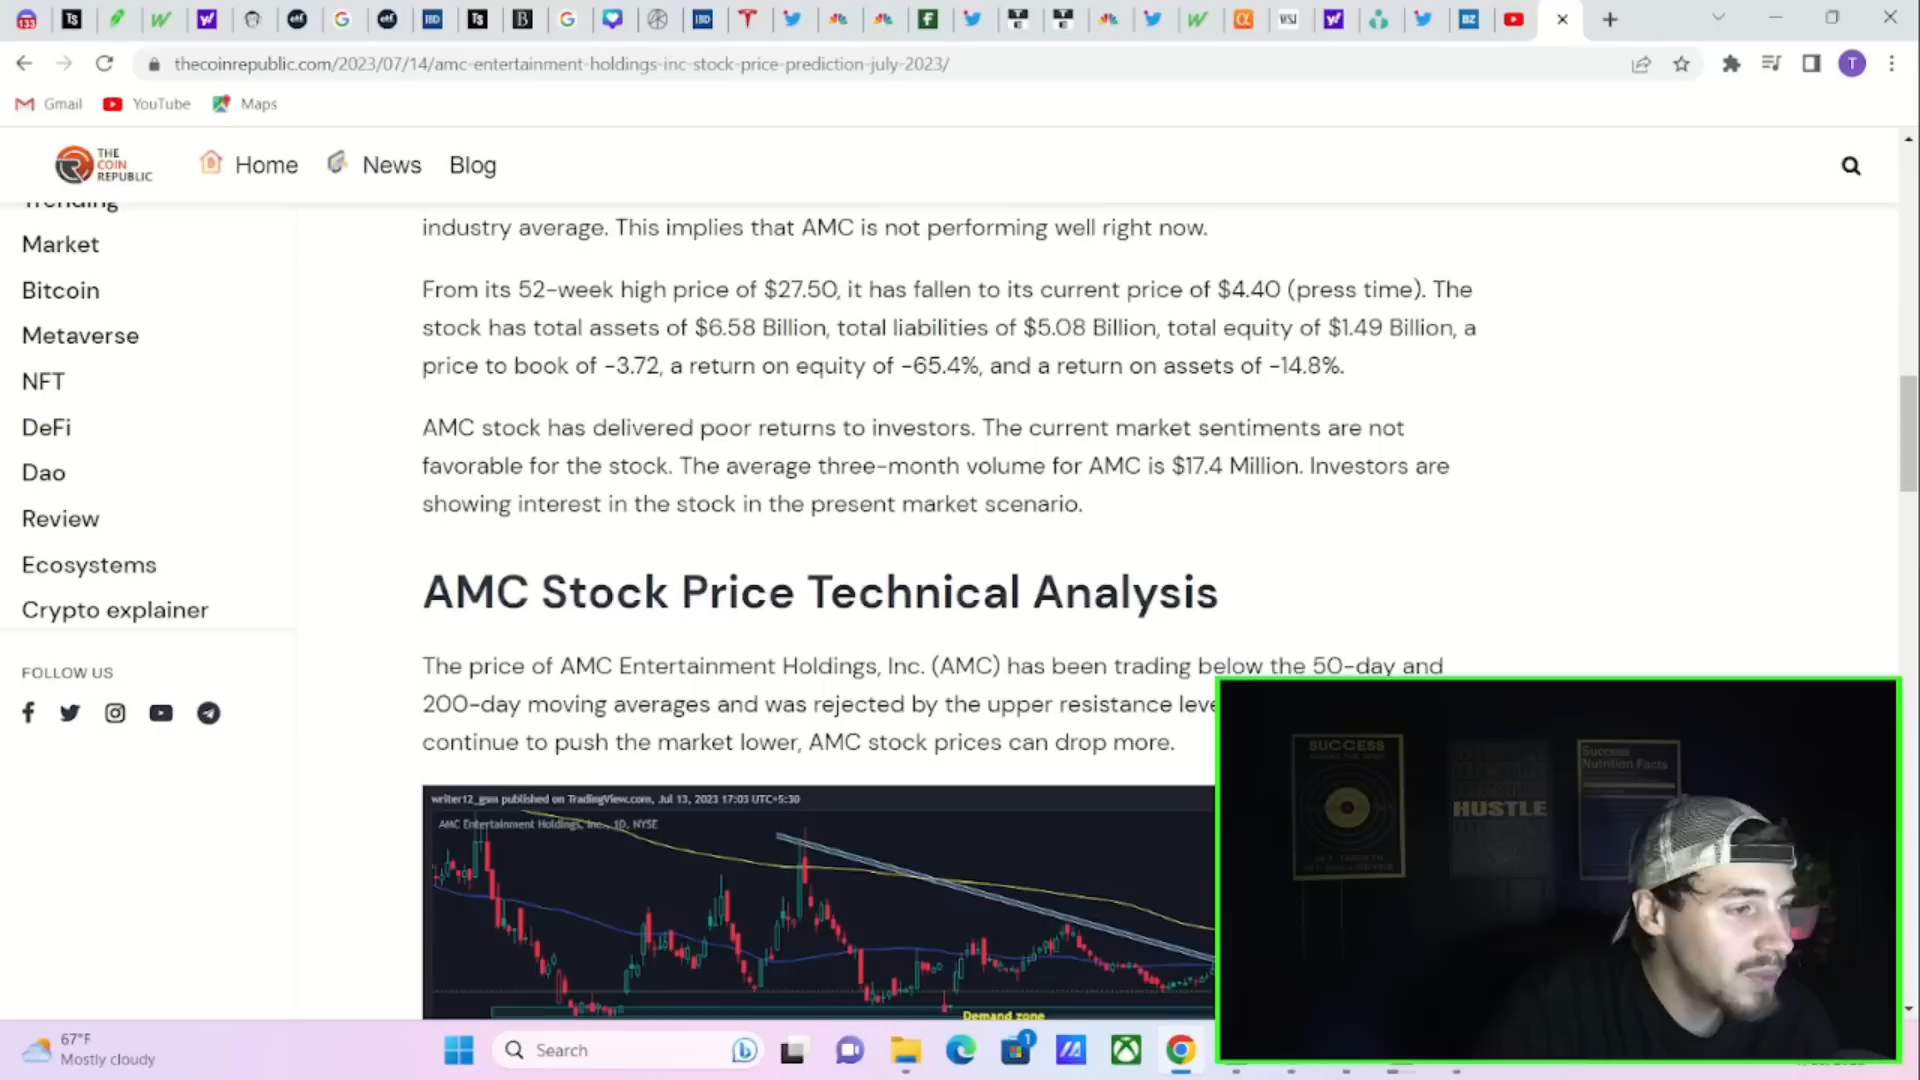 thecoinrepublic.com/2023/07/14/amc-entertainment-holdings-inc-stock-price-prediction-july-2023/
T
Gmail
YouTube
Maps
THE
COIN
REPUBLIC
Home
News
Blog
Trending
Market
Bitcoin
Metaverse
NFT
DeFi
Dao
Review
Ecosystems
Crypto explainer
FOLLOW US
industry average. This implies that AMC is not performing well right now.
From its 52-week high price of $27.50, it has fallen to its current price of $4.40 (press time). The
stock has total assets of $6.58 Billion, total liabilities of $5.08 Billion, total equity of $1.49 Billion, a
price to book of -3.72, a return on equity of -65.4%, and a return on assets of -14.8%.
AMC stock has delivered poor returns to investors. The current market sentiments are not
favorable for the stock. The average three-month volume for AMC is $17.4 Million. Investors are
showing interest in the stock in the present market scenario.
AMC Stock Price Technical Analysis
The price of AMC Entertainment Holdings, Inc. (AMC) has been trading below the 50-day and
200-day moving averages and was rejected by the upper resistance leve
continue to push the market lower, AMC stock prices can drop more.
writer12_gsm published on TradingView.com, Jul 13, 2023 17:03 UTC+5:30
AMC Entertainment Holdings, Inc., 1D, NYSE
Demand zone
SUCCESS
HUSTLE
Success
Nutrition Facts
67°F
Mostly cloudy
Search
1